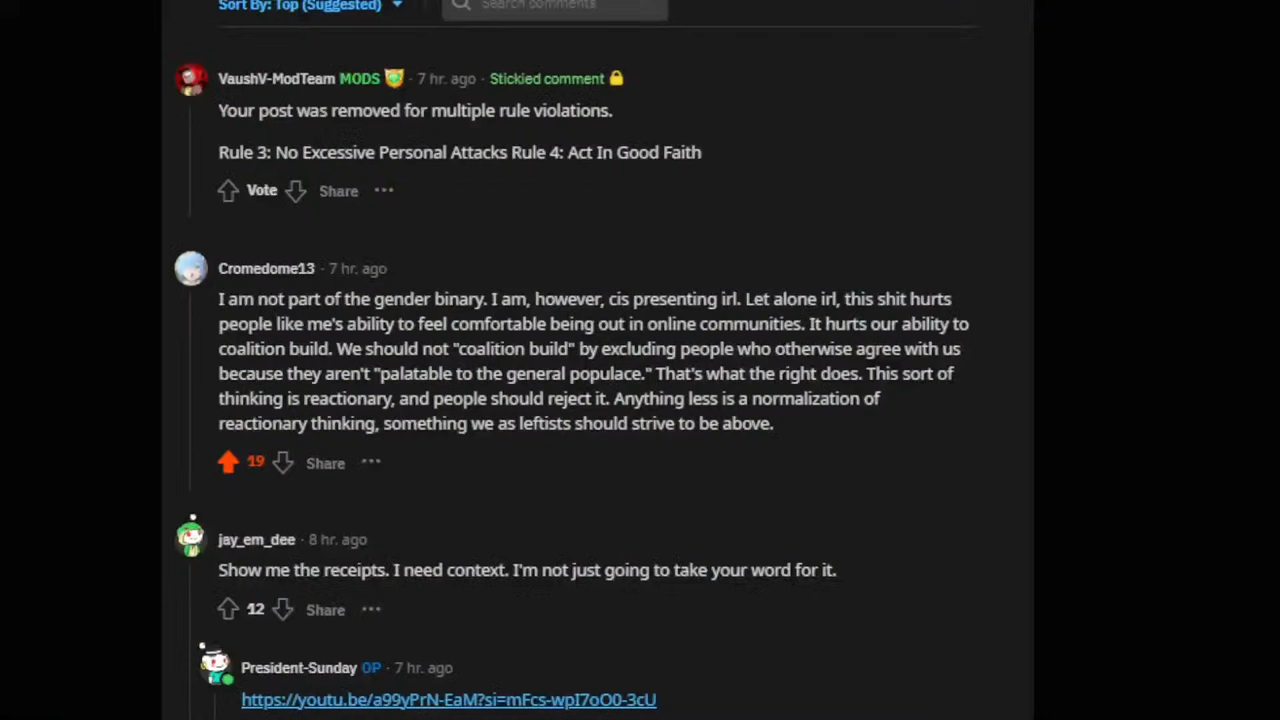 Sort By: Top (Suggested)
Search comments
VaushV-ModTeam MODS · 7 hr. ago · Stickied comment
Your post was removed for multiple rule violations.
Rule 3: No Excessive Personal Attacks Rule 4: Act In Good Faith
Vote Share ···
Cromedome13 · 7 hr. ago
I am not part of the gender binary. I am, however, cis presenting irl. Let alone irl, this shit hurts
people like me's ability to feel comfortable being out in online communities. It hurts our ability to
coalition build. We should not "coalition build" by excluding people who otherwise agree with us
because they aren't "palatable to the general populace." That's what the right does. This sort of
thinking is reactionary, and people should reject it. Anything less is a normalization of
reactionary thinking, something we as leftists should strive to be above.
19 Share ···
jay_em_dee · 8 hr. ago
Show me the receipts. I need context. I'm not just going to take your word for it.
12 Share ···
President-Sunday OP · 7 hr. ago
https://youtu.be/a99yPrN-EaM?si=mFcs-wpI7oO0-3cU